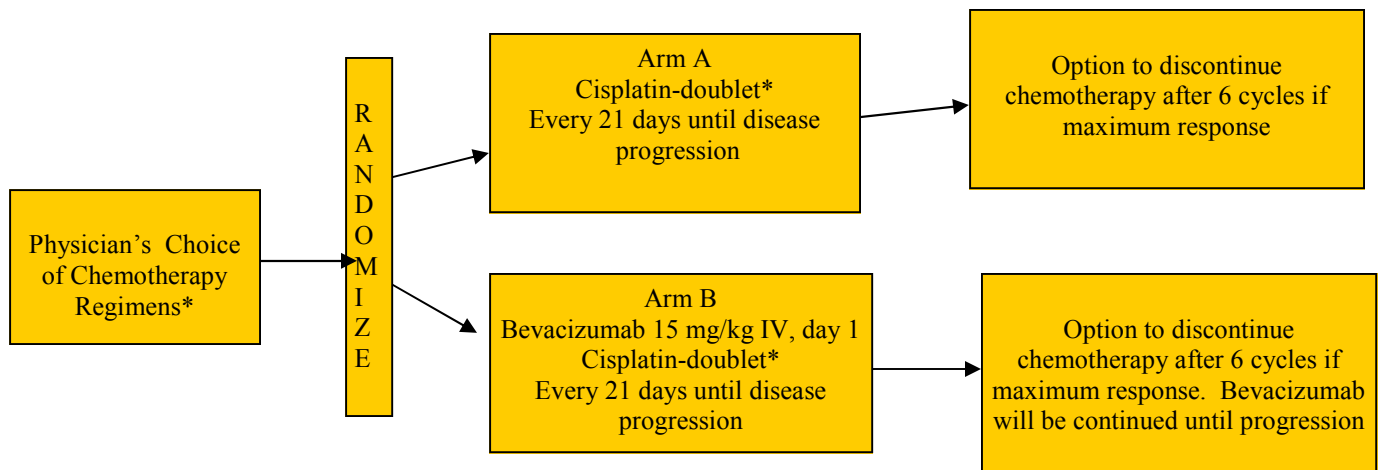 Physician’s Choice
of Chemotherapy
Regimens*
R
A
N
D
O
M
I
Z
E
Arm A
Cisplatin-doublet*
Every 21 days until disease
progression
Option to discontinue
chemotherapy after 6 cycles if
maximum response
Arm B
Bevacizumab 15 mg/kg IV, day 1
Cisplatin-doublet*
Every 21 days until disease
progression
Option to discontinue
chemotherapy after 6 cycles if
maximum response. Bevacizumab
will be continued until progression